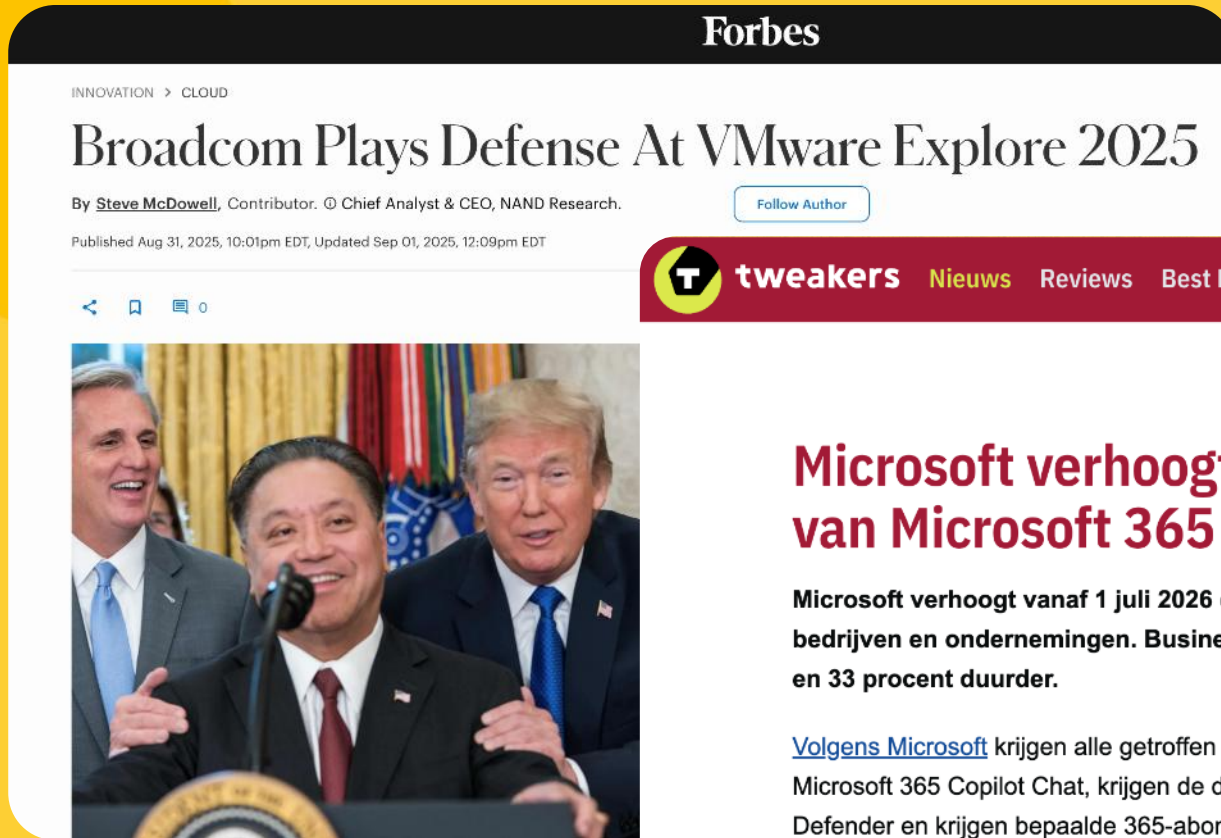 Forbes
INNOVATION > CLOUD
Broadcom Plays Defense At VMware Explore 2025
By Steve McDowell, Contributor. ⓘ Chief Analyst & CEO, NAND Research.
Follow Author
Published Aug 31, 2025, 10:01pm EDT, Updated Sep 01, 2025, 12:09pm EDT
0
tweakers Nieuws Reviews Best
Microsoft verhoogt
van Microsoft 365
Microsoft verhoogt vanaf 1 juli 2026
bedrijven en ondernemingen. Busine
en 33 procent duurder.
Volgens Microsoft krijgen alle getroffen
Microsoft 365 Copilot Chat, krijgen de d
Defender en krijgen bepaalde 365-abon